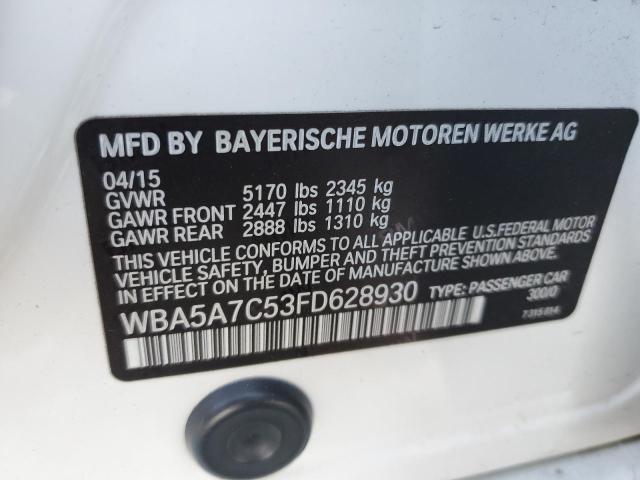 MFD BY BAYERISCHE MOTOREN WERKE AG
04/15
GVWR 5170 lbs 2345 kg
GAWR FRONT 2447 lbs 1110 kg
GAWR REAR 2888 lbs 1310 kg
THIS VEHICLE CONFORMS TO ALL APPLICABLE U.S.FEDERAL MOTOR
VEHICLE SAFETY, BUMPER AND THEFT PREVENTION STANDARDS
IN EFFECT ON THE DATE OF MANUFACTURE SHOWN ABOVE.
WBA5A7C53FD628930 TYPE: PASSENGER CAR
300/0